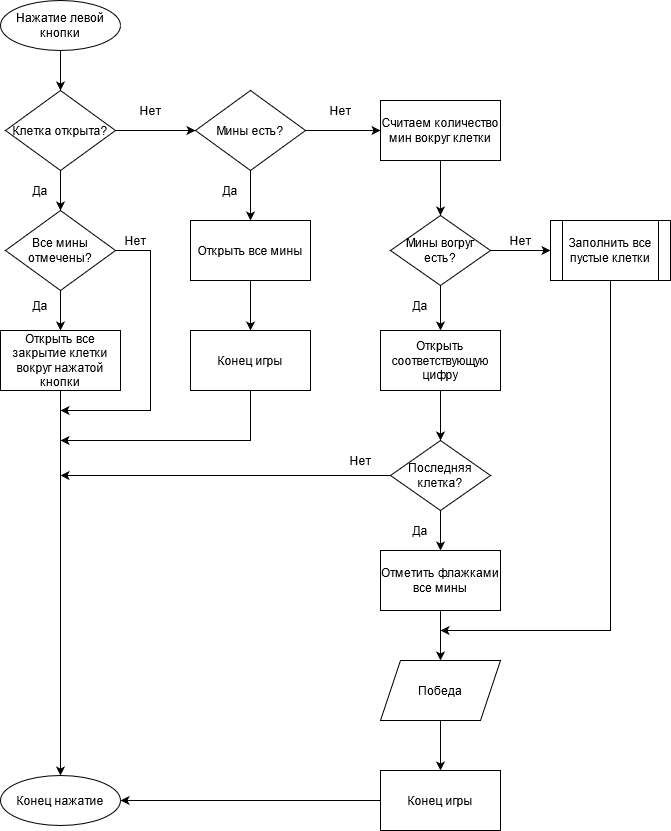 Нажатие левой
кнопки
Клетка открыта?
Нет
Мины есть?
Нет
Считаем количество
мин вокруг клетки
Да
Да
Все мины
отмечены?
Нет
Открыть все мины
Мины вогруг
есть?
Нет
Заполнить все
пустые клетки
Да
Да
Открыть все
закрытие клетки
вокруг нажатой
кнопки
Конец игры
Открыть
соответствующую
цифру
Нет
Последняя
клетка?
Да
Отметить флажками
все мины
Победа
Конец нажатие
Конец игры